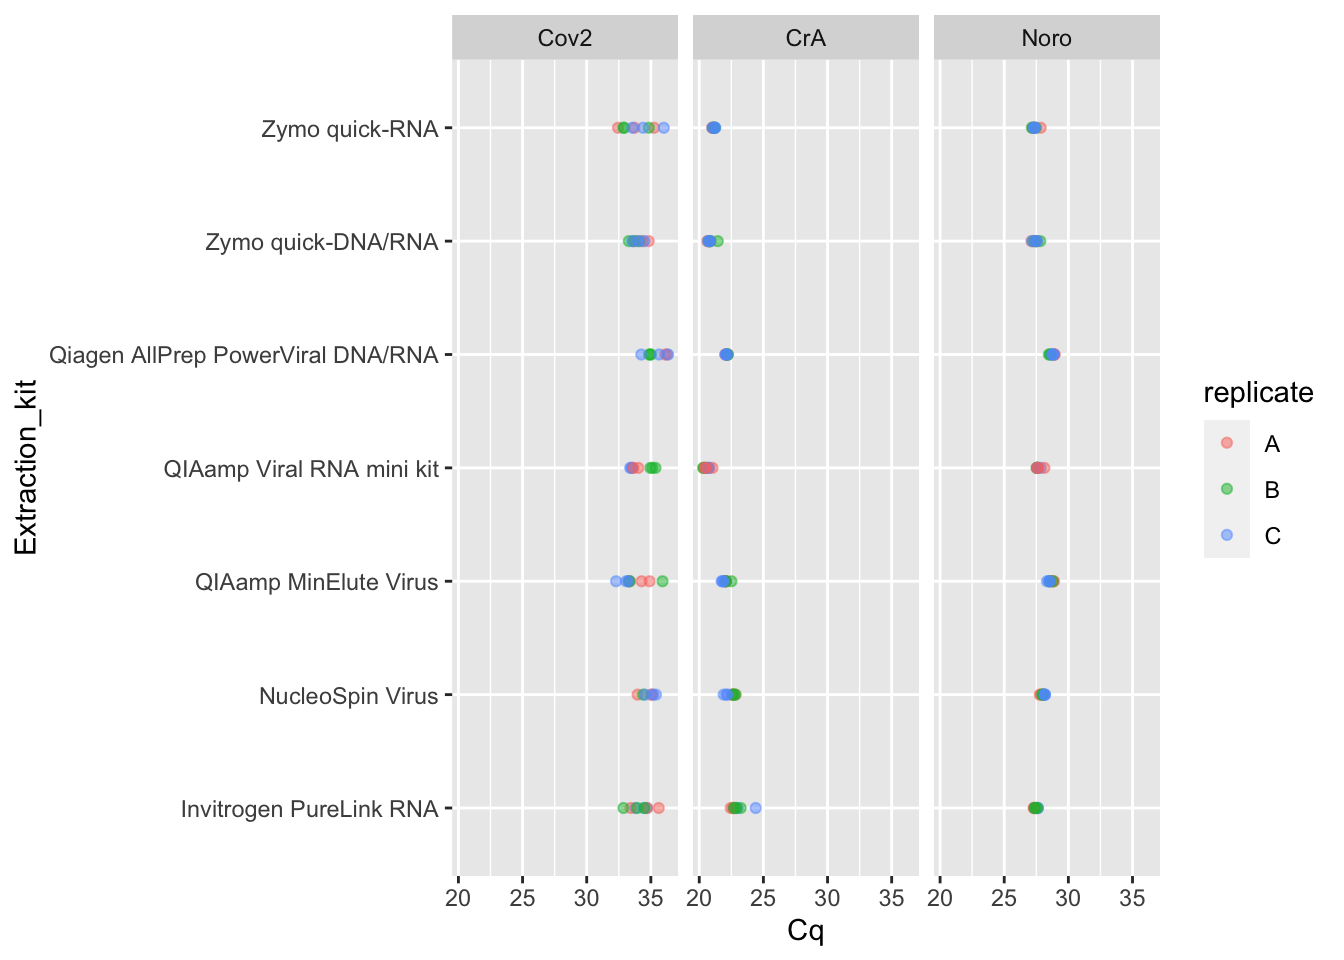 Cov2 CrA Noro
Zymo quick-RNA
Zymo quick-DNA/RNA
Qiagen AllPrep PowerViral DNA/RNA
QIAamp Viral RNA mini kit
QIAamp MinElute Virus
NucleoSpin Virus
Invitrogen PureLink RNA
Extraction_kit
20 25 30 35 20 25 30 35 20 25 30 35
Cq
replicate
A
B
C